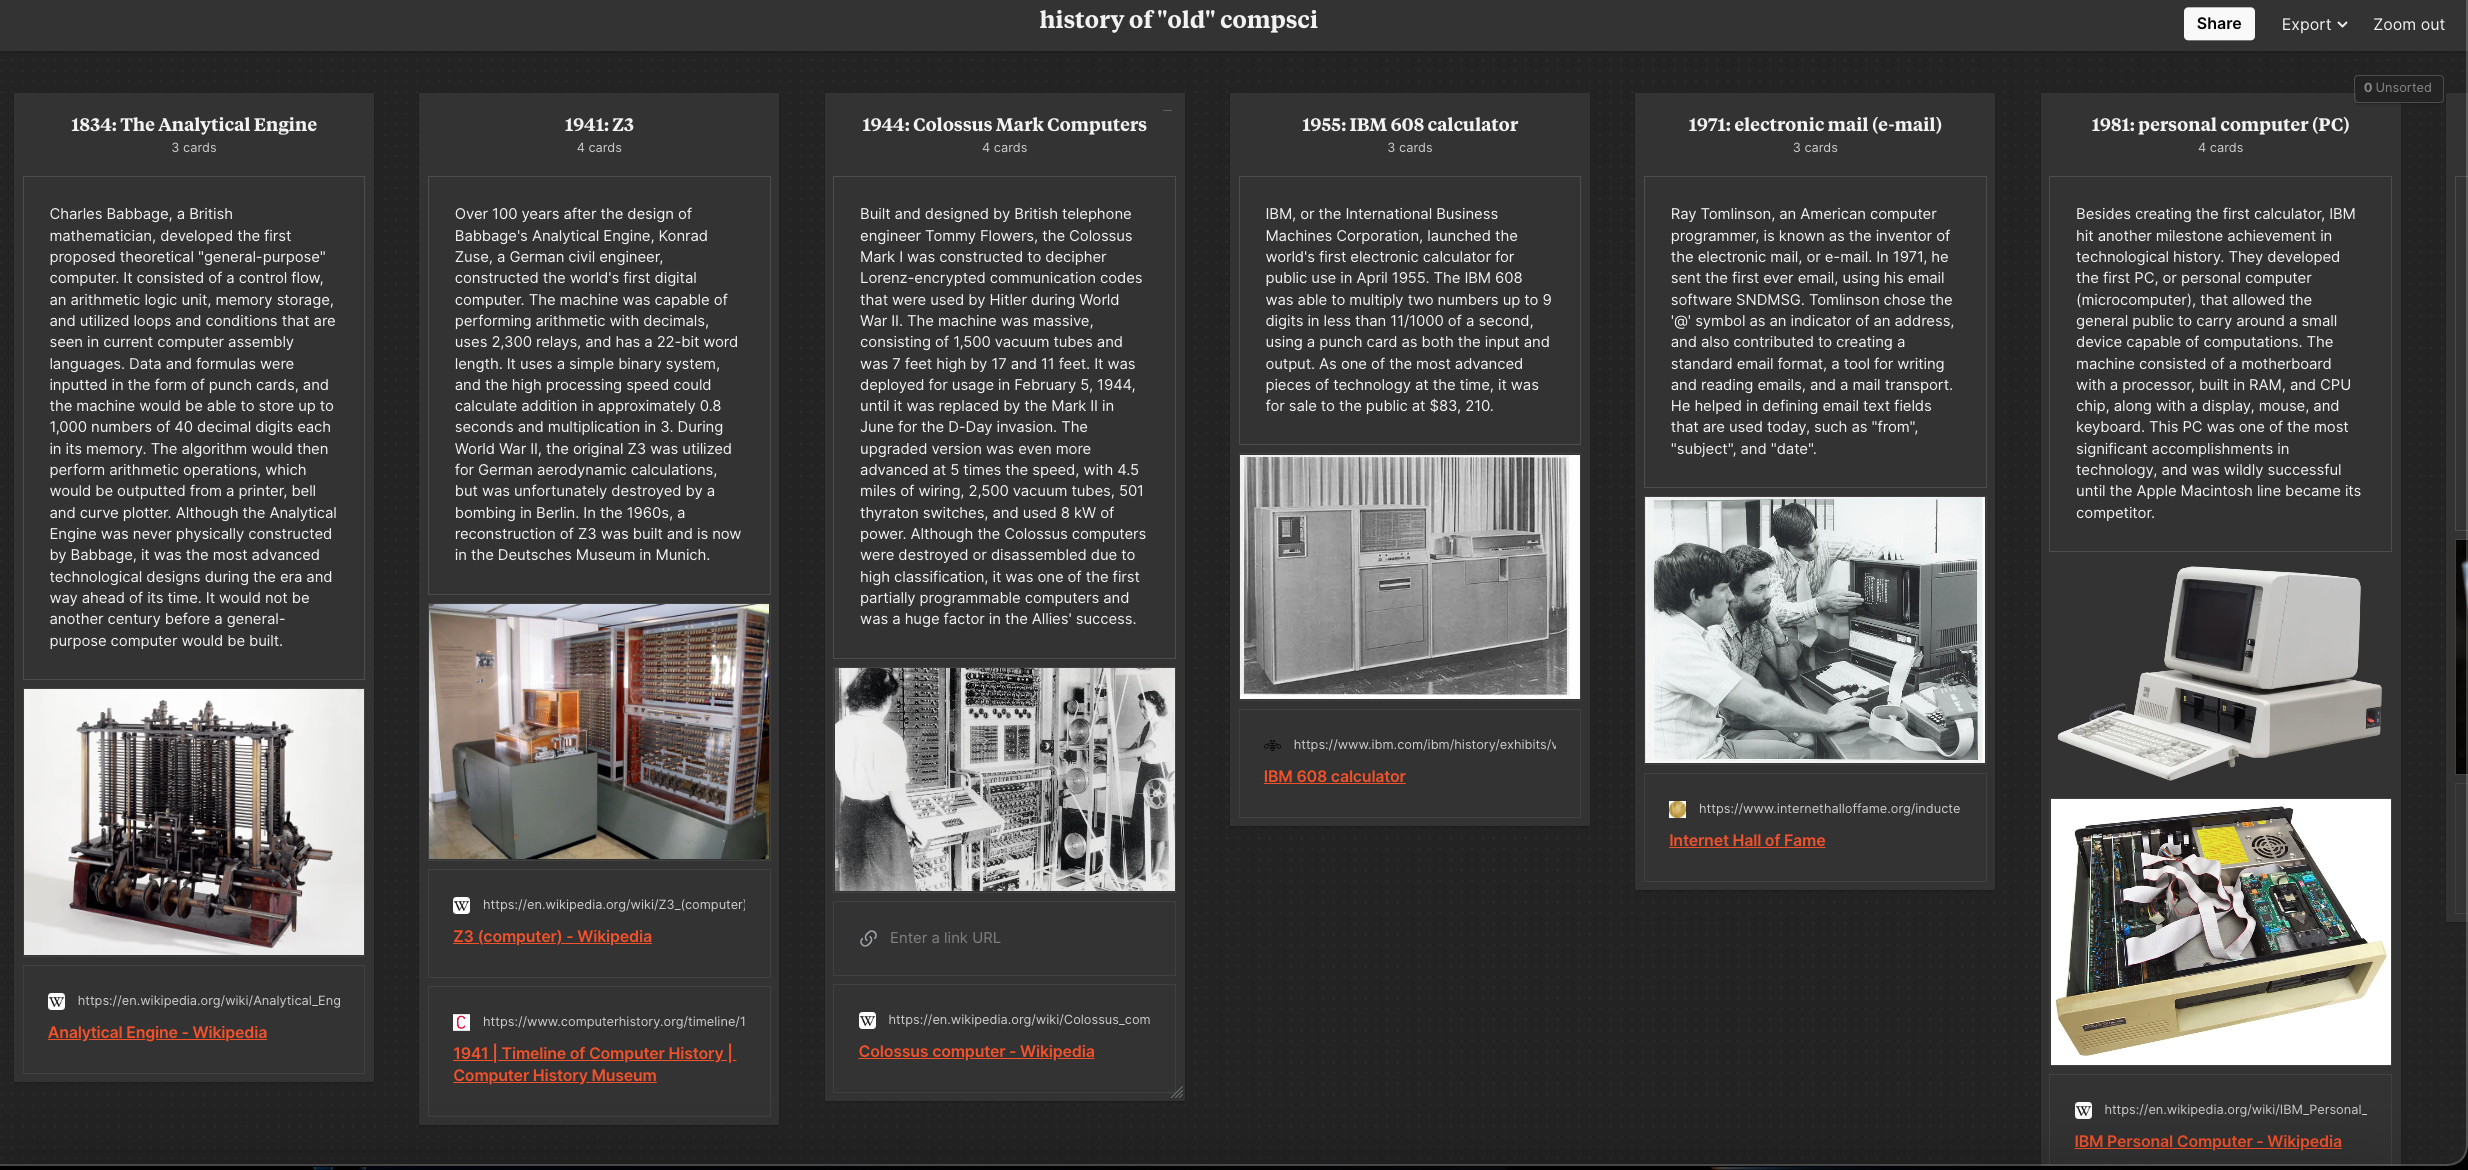 history of "old" compsci
Share
Export
Zoom out
0 Unsorted
1834: The Analytical Engine
3 cards
Charles Babbage, a British
mathematician, developed the first
proposed theoretical "general-purpose"
computer. It consisted of a control flow,
an arithmetic logic unit, memory storage,
and utilized loops and conditions that are
seen in current computer assembly
languages. Data and formulas were
inputted in the form of punch cards, and
the machine would be able to store up to
1,000 numbers of 40 decimal digits each
in its memory. The algorithm would then
perform arithmetic operations, which
would be outputted from a printer, bell
and curve plotter. Although the Analytical
Engine was never physically constructed
by Babbage, it was the most advanced
technological designs during the era and
way ahead of its time. It would not be
another century before a general-
purpose computer would be built.
W https://en.wikipedia.org/wiki/Analytical_Eng
Analytical Engine - Wikipedia
1941: Z3
4 cards
Over 100 years after the design of
Babbage's Analytical Engine, Konrad
Zuse, a German civil engineer,
constructed the world's first digital
computer. The machine was capable of
performing arithmetic with decimals,
uses 2,300 relays, and has a 22-bit word
length. It uses a simple binary system,
and the high processing speed could
calculate addition in approximately 0.8
seconds and multiplication in 3. During
World War II, the original Z3 was utilized
for German aerodynamic calculations,
but was unfortunately destroyed by a
bombing in Berlin. In the 1960s, a
reconstruction of Z3 was built and is now
in the Deutsches Museum in Munich.
W https://en.wikipedia.org/wiki/Z3_(computer)
Z3 (computer) - Wikipedia
C https://www.computerhistory.org/timeline/1
1941 | Timeline of Computer History |
Computer History Museum
1944: Colossus Mark Computers
4 cards
Built and designed by British telephone
engineer Tommy Flowers, the Colossus
Mark I was constructed to decipher
Lorenz-encrypted communication codes
that were used by Hitler during World
War II. The machine was massive,
consisting of 1,500 vacuum tubes and
was 7 feet high by 17 and 11 feet. It was
deployed for usage in February 5, 1944,
until it was replaced by the Mark II in
June for the D-Day invasion. The
upgraded version was even more
advanced at 5 times the speed, with 4.5
miles of wiring, 2,500 vacuum tubes, 501
thyraton switches, and used 8 kW of
power. Although the Colossus computers
were destroyed or disassembled due to
high classification, it was one of the first
partially programmable computers and
was a huge factor in the Allies' success.
Enter a link URL
W https://en.wikipedia.org/wiki/Colossus_com
Colossus computer - Wikipedia
1955: IBM 608 calculator
3 cards
IBM, or the International Business
Machines Corporation, launched the
world's first electronic calculator for
public use in April 1955. The IBM 608
was able to multiply two numbers up to 9
digits in less than 11/1000 of a second,
using a punch card as both the input and
output. As one of the most advanced
pieces of technology at the time, it was
for sale to the public at $83, 210.
https://www.ibm.com/ibm/history/exhibits/v
IBM 608 calculator
1971: electronic mail (e-mail)
3 cards
Ray Tomlinson, an American computer
programmer, is known as the inventor of
the electronic mail, or e-mail. In 1971, he
sent the first ever email, using his email
software SNDMSG. Tomlinson chose the
'@' symbol as an indicator of an address,
and also contributed to creating a
standard email format, a tool for writing
and reading emails, and a mail transport.
He helped in defining email text fields
that are used today, such as "from",
"subject", and "date".
https://www.internethalloffame.org/inducte
Internet Hall of Fame
1981: personal computer (PC)
4 cards
Besides creating the first calculator, IBM
hit another milestone achievement in
technological history. They developed
the first PC, or personal computer
(microcomputer), that allowed the
general public to carry around a small
device capable of computations. The
machine consisted of a motherboard
with a processor, built in RAM, and CPU
chip, along with a display, mouse, and
keyboard. This PC was one of the most
significant accomplishments in
technology, and was wildly successful
until the Apple Macintosh line became its
competitor.
W https://en.wikipedia.org/wiki/IBM_Personal_
IBM Personal Computer - Wikipedia